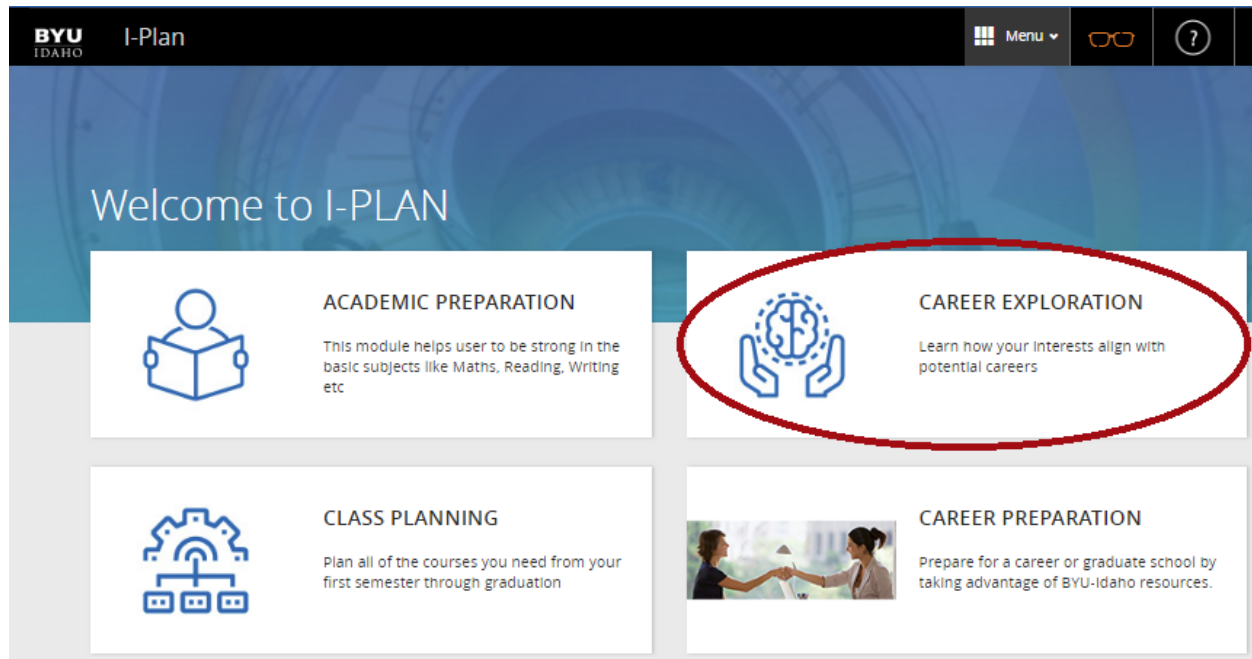 BYU
IDAHO
I-Plan
Menu
?
Welcome to I-PLAN
ACADEMIC PREPARATION
This module helps user to be strong in the
basic subjects like Maths, Reading, Writing
etc
CAREER EXPLORATION
Learn how your interests align with
potential careers
CLASS PLANNING
Plan all of the courses you need from your
first semester through graduation
CAREER PREPARATION
Prepare for a career or graduate school by
taking advantage of BYU-Idaho resources.